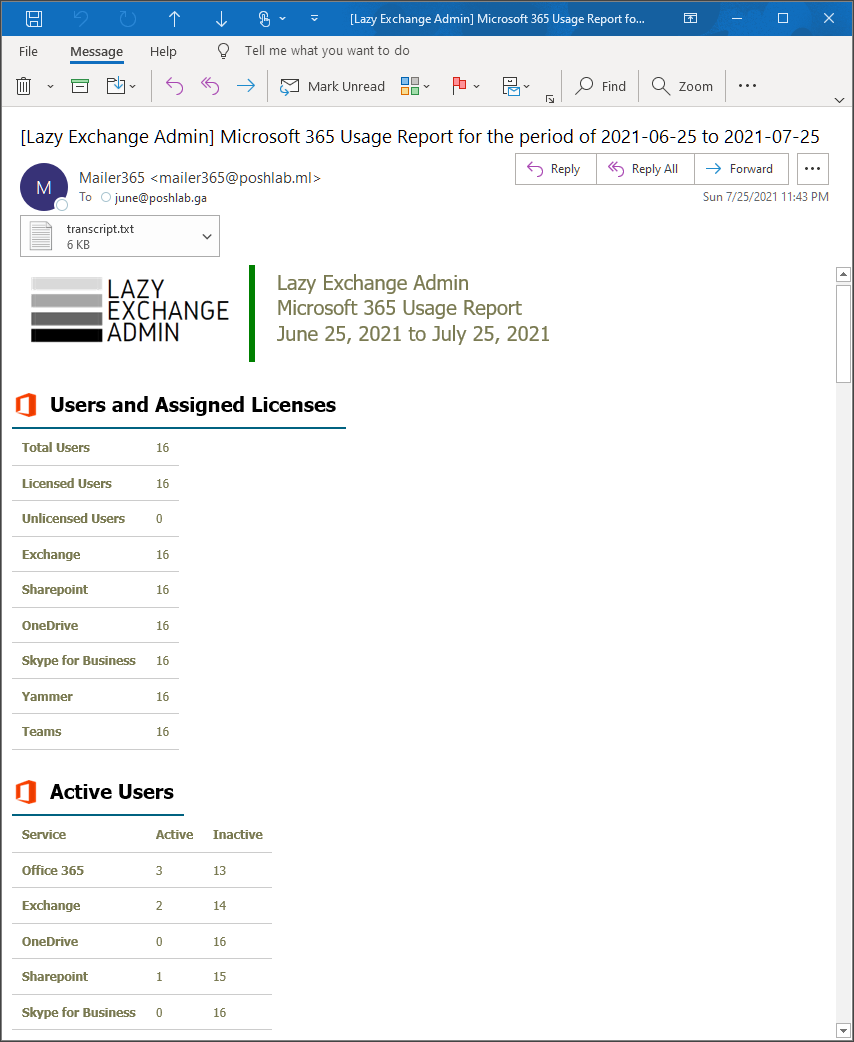 [Lazy Exchange Admin] Microsoft 365 Usage Report fo...
File Message Help Tell me what you want to do
Mark Unread Find Zoom
[Lazy Exchange Admin] Microsoft 365 Usage Report for the period of 2021-06-25 to 2021-07-25
M
Mailer365 <mailer365@poshlab.ml>
To june@poshlab.ga
Reply Reply All Forward
Sun 7/25/2021 11:43 PM
transcript.txt
6 KB
LAZY
EXCHANGE
ADMIN
Lazy Exchange Admin
Microsoft 365 Usage Report
June 25, 2021 to July 25, 2021
Users and Assigned Licenses
Total Users 16
Licensed Users 16
Unlicensed Users 0
Exchange 16
Sharepoint 16
OneDrive 16
Skype for Business 16
Yammer 16
Teams 16
Active Users
Service Active Inactive
Office 365 3 13
Exchange 2 14
OneDrive 0 16
Sharepoint 1 15
Skype for Business 0 16